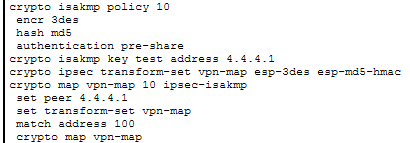 crypto isakmp policy 10
 encr 3des
 hash md5
 authentication pre-share
crypto isakmp key test address 4.4.4.1
crypto ipsec transform-set vpn-map esp-3des esp-md5-hmac
crypto map vpn-map 10 ipsec-isakmp
 set peer 4.4.4.1
 set transform-set vpn-map
 match address 100
 crypto map vpn-map